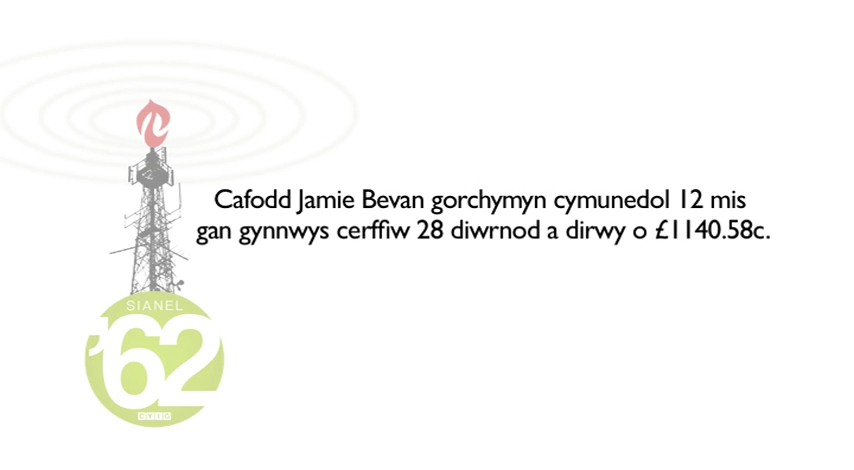 Cafodd Jamie Bevan gorchymyn cymunedol 12 mis
gan gynnwys cerffiw 28 diwrnod a dirwy o £1140.58c.
SIANEL
'62
CYIG